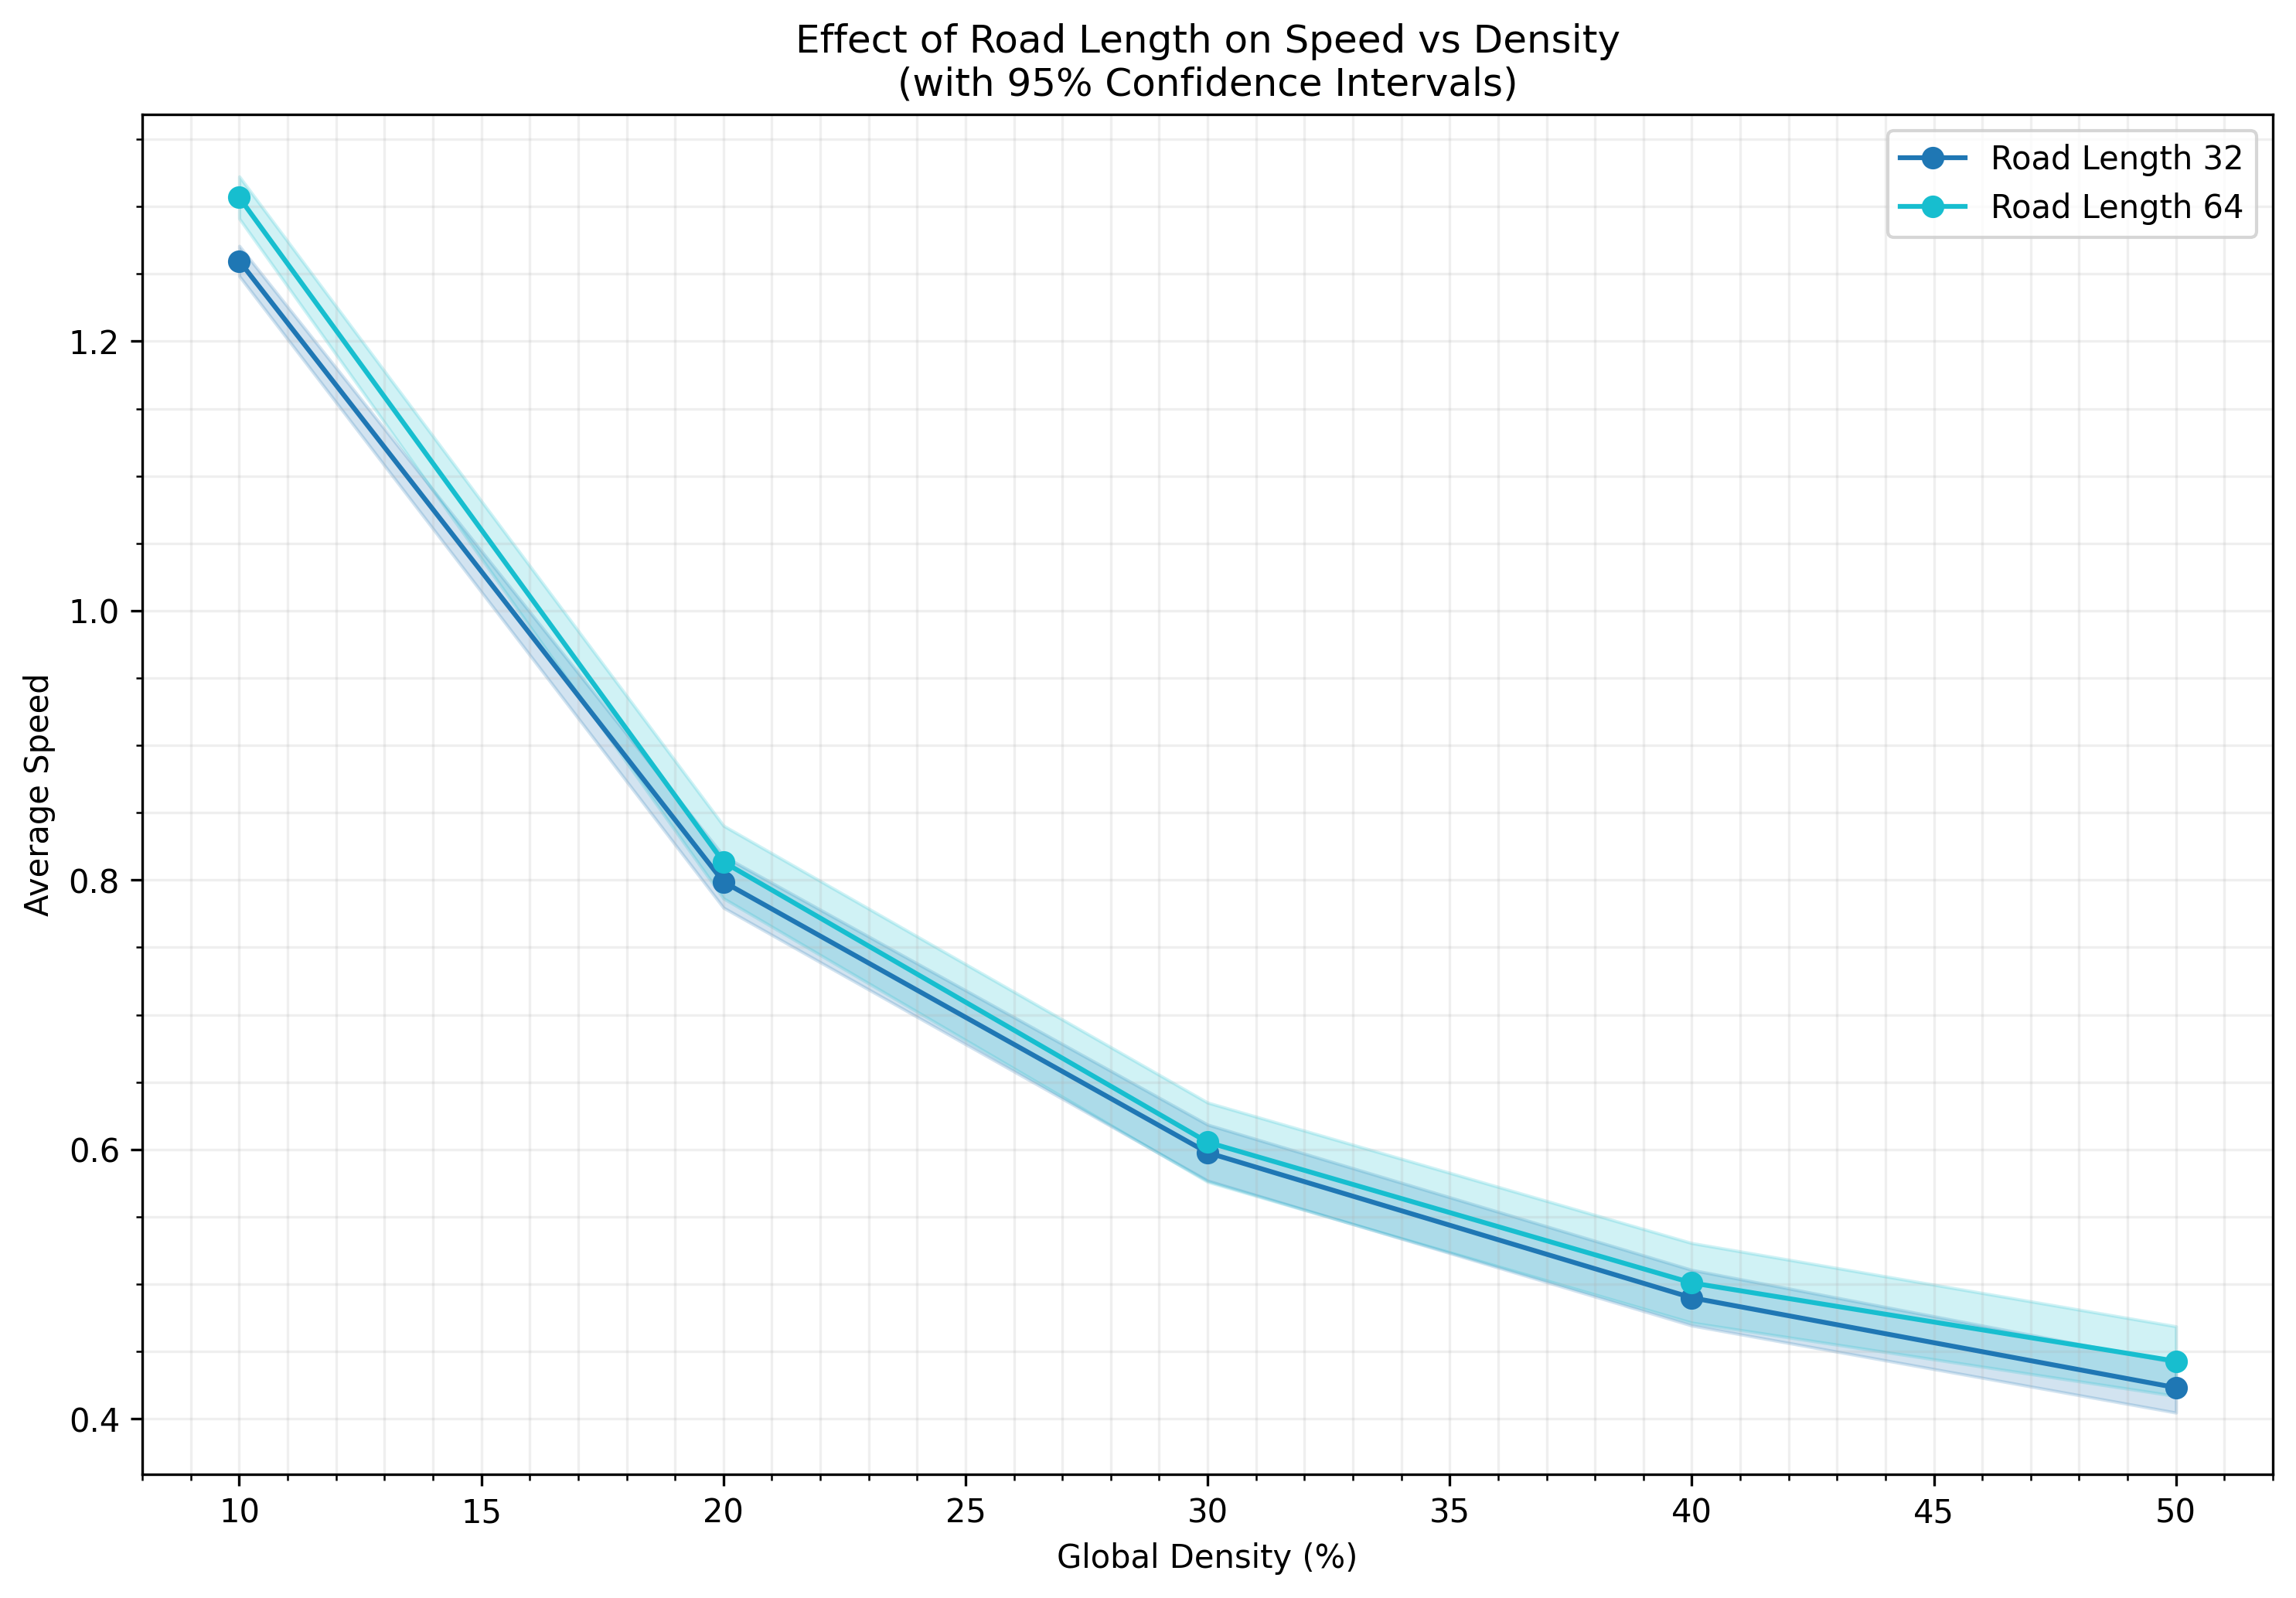 Effect of Road Length on Speed vs Density
(with 95% Confidence Intervals)
Road Length 32
Road Length 64
Average Speed
1.2
1.0
0.8
0.6
0.4
10 15 20 25 30 35 40 45 50
Global Density (%)